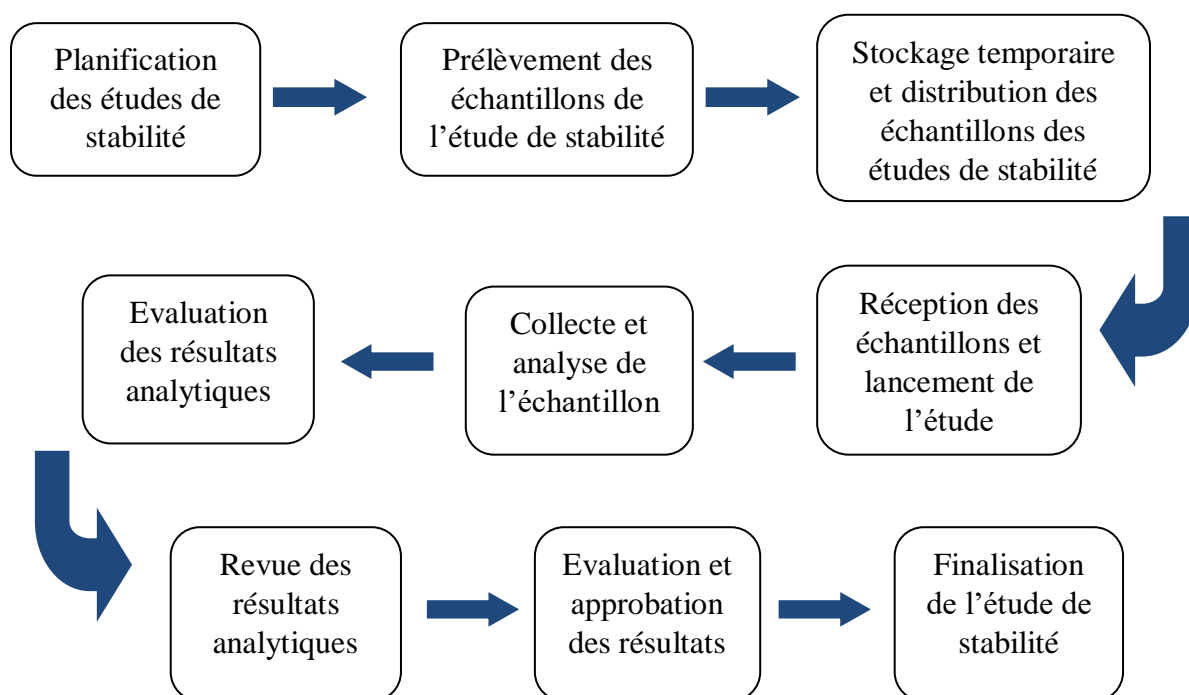 Planification
des études de
stabilité
Prélèvement des
échantillons de
l’étude de stabilité
Stockage temporaire
et distribution des
échantillons des
études de stabilité
Réception des
échantillons et
lancement de
l’étude
Collecte et
analyse de
l’échantillon
Evaluation
des résultats
analytiques
Revue des
résultats
analytiques
Evaluation et
approbation
des résultats
Finalisation
de l’étude de
stabilité